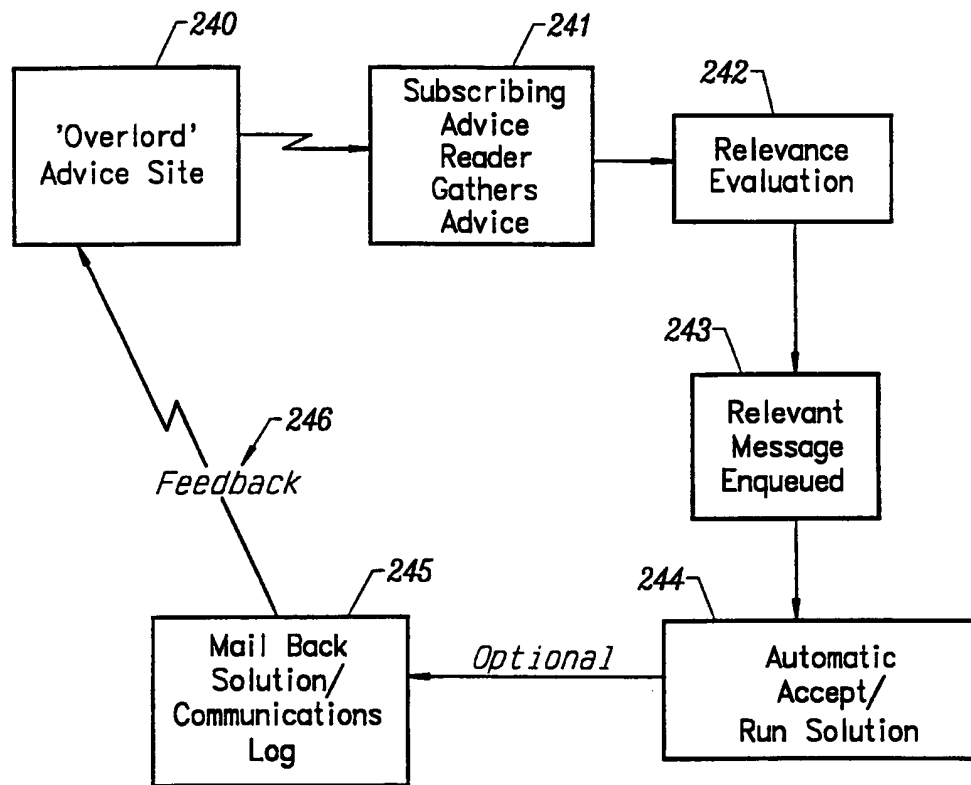 240
'Overlord'
Advice Site
241
Subscribing
Advice
Reader
Gathers
Advice
242
Relevance
Evaluation
243
Relevant
Message
Enqueued
244
Automatic
Accept/
Run Solution
Optional
245
Mail Back
Solution/
Communications
Log
246
Feedback